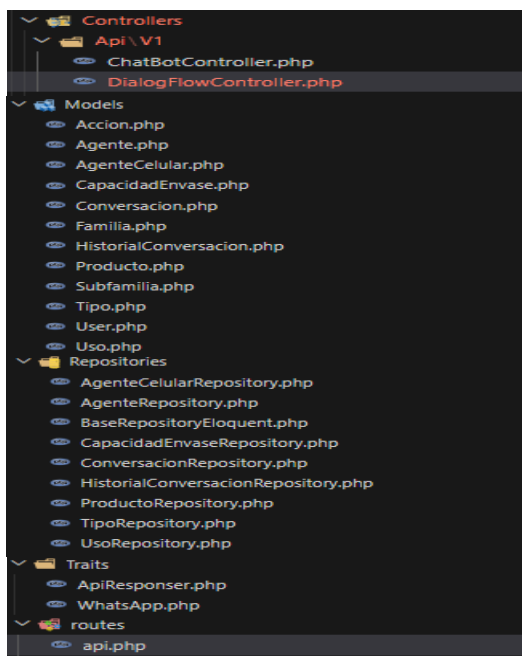 Controllers
Api\V1
ChatBotController.php
DialogFlowController.php
Models
Accion.php
Agente.php
AgenteCelular.php
CapacidadEnvase.php
Conversacion.php
Familia.php
HistorialConversacion.php
Producto.php
Subfamilia.php
Tipo.php
User.php
Uso.php
Repositories
AgenteCelularRepository.php
AgenteRepository.php
BaseRepositoryEloquent.php
CapacidadEnvaseRepository.php
ConversacionRepository.php
HistorialConversacionRepository.php
ProductoRepository.php
TipoRepository.php
UsoRepository.php
Traits
ApiResponser.php
WhatsApp.php
routes
api.php